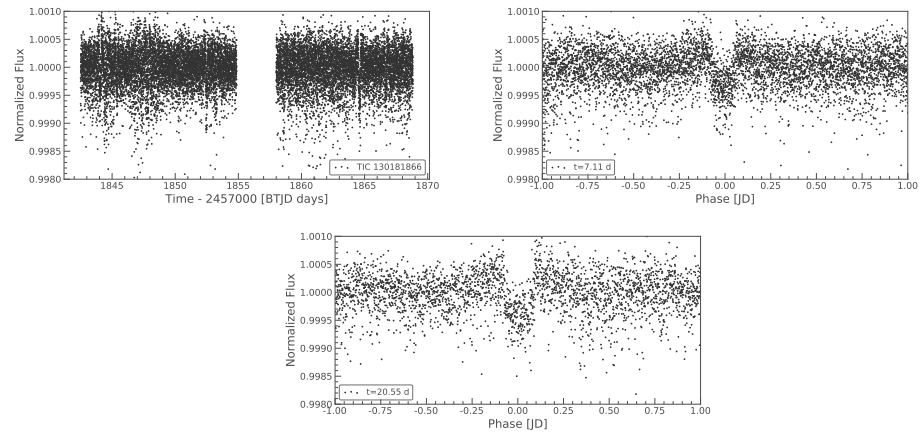 1.0010
1.0005
1.0000
0.9995
0.9990
0.9985
0.9980
Normalized Flux
TIC 130181866
1845 1850 1855 1860 1865 1870
Time - 2457000 [BTJD days]
1.0010
1.0005
1.0000
0.9995
0.9990
0.9985
0.9980
Normalized Flux
t=7.11 d
-1.00 -0.75 -0.50 -0.25 0.00 0.25 0.50 0.75 1.00
Phase [JD]
1.0010
1.0005
1.0000
0.9995
0.9990
0.9985
0.9980
Normalized Flux
t=20.55 d
-1.00 -0.75 -0.50 -0.25 0.00 0.25 0.50 0.75 1.00
Phase [JD]